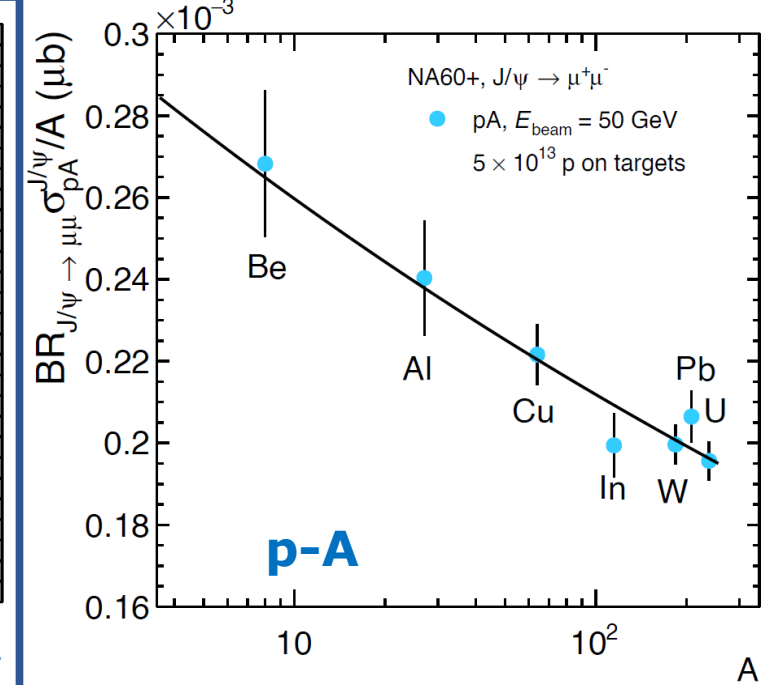 ×10⁻³
BR_{J/ψ → μμ} σ_{pA}^{J/ψ}/A (μb)
0.3
0.28
0.26
0.24
0.22
0.2
0.18
0.16
NA60+, J/ψ → μ⁺μ⁻
pA, E_{beam} = 50 GeV
5 × 10¹³ p on targets
Be
Al
Cu
In
W
Pb
U
p-A
10
10²
A